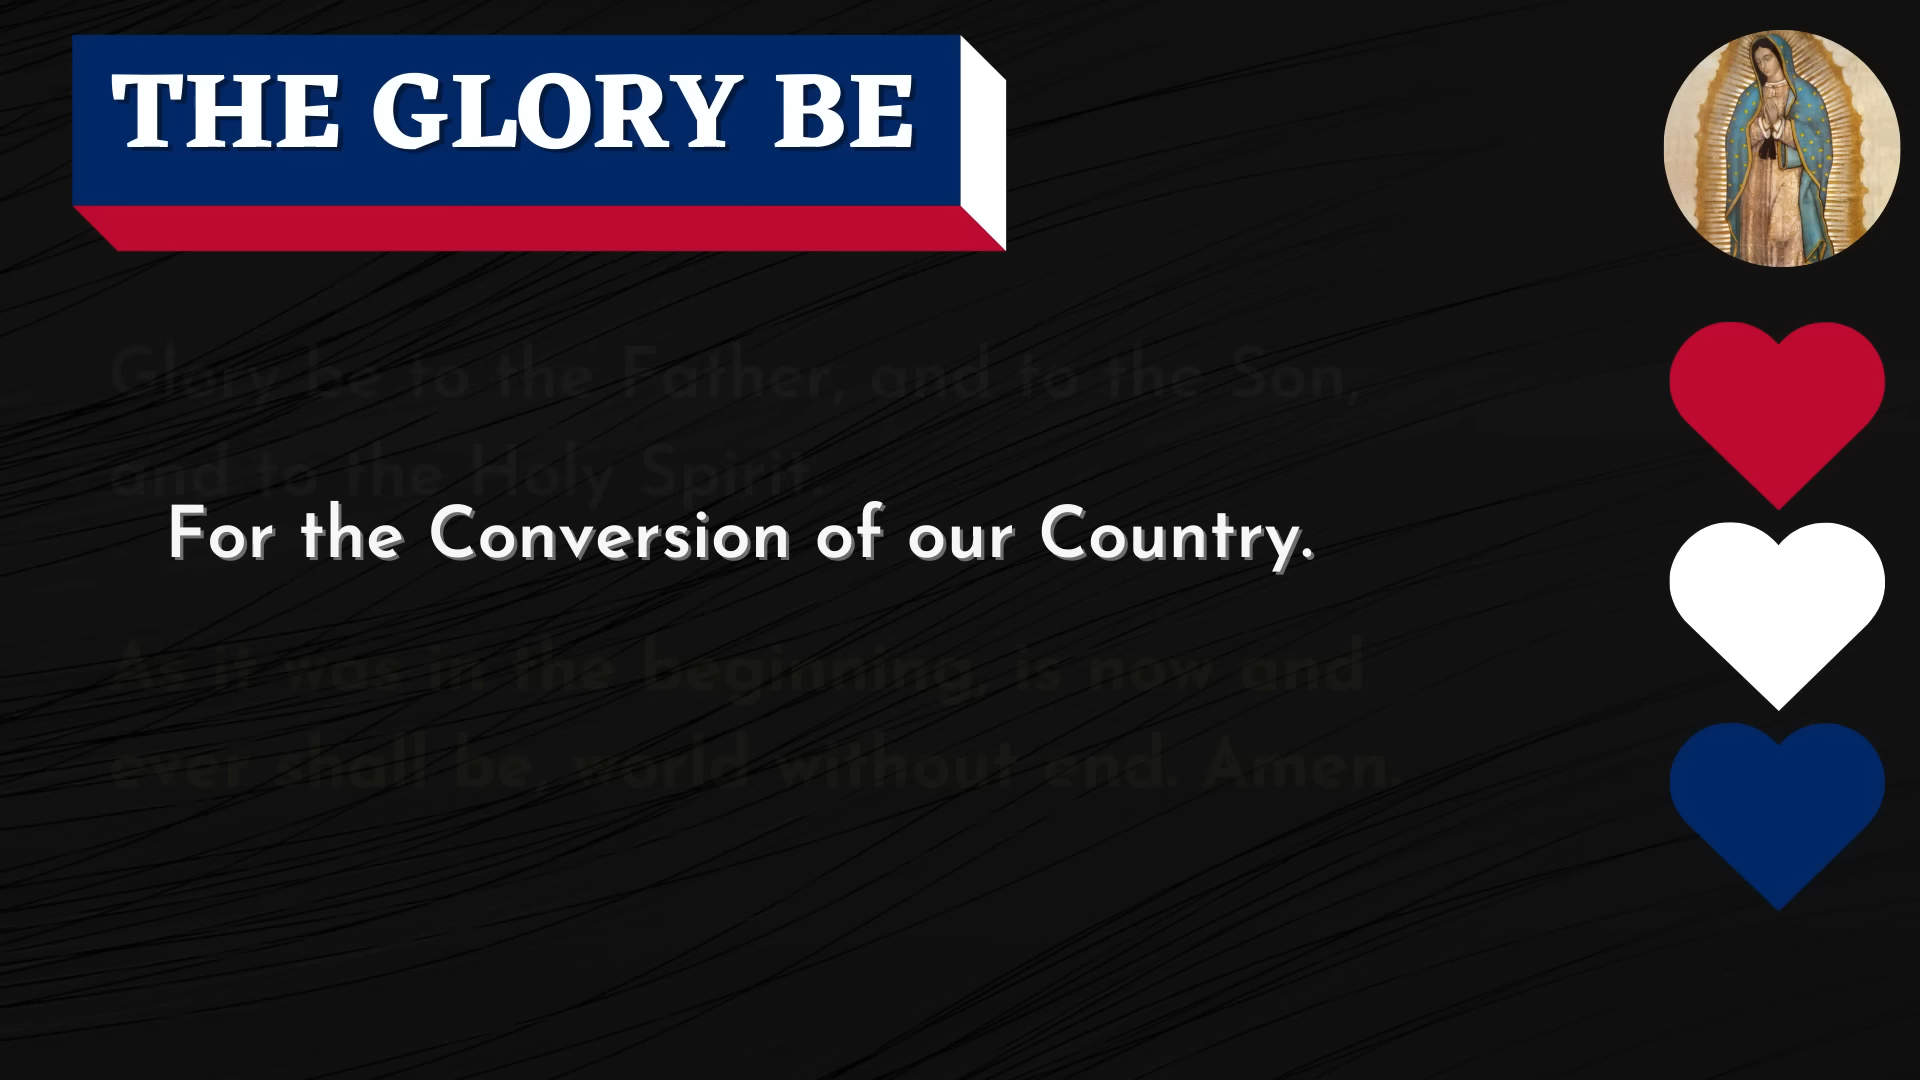 THE GLORY BE
Glory be to the Father, and to the Son,
and to the Holy Spirit.
For the Conversion of our Country.
As it was in the beginning, is now and
ever shall be, world without end. Amen.